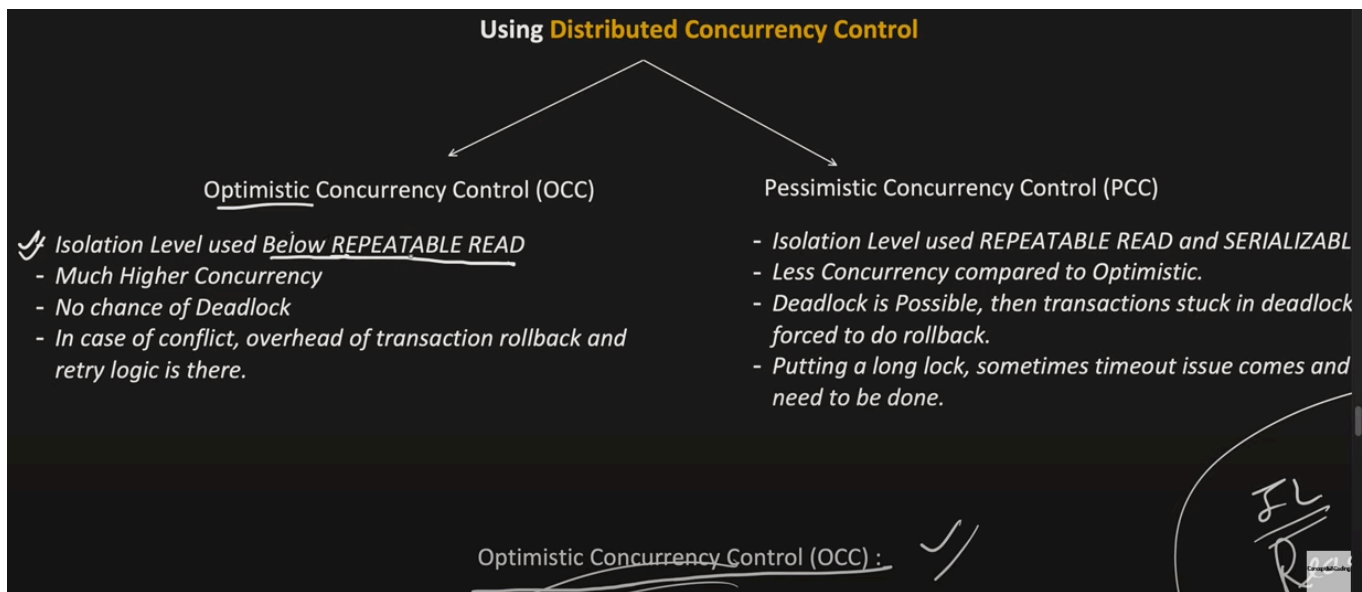 Using Distributed Concurrency Control
Optimistic Concurrency Control (OCC)
- Isolation Level used Below REPEATABLE READ
- Much Higher Concurrency
- No chance of Deadlock
- In case of conflict, overhead of transaction rollback and
retry logic is there.
Pessimistic Concurrency Control (PCC)
- Isolation Level used REPEATABLE READ and SERIALIZABL
- Less Concurrency compared to Optimistic.
- Deadlock is Possible, then transactions stuck in deadlock
forced to do rollback.
- Putting a long lock, sometimes timeout issue comes and
need to be done.
Optimistic Concurrency Control (OCC) :
IL